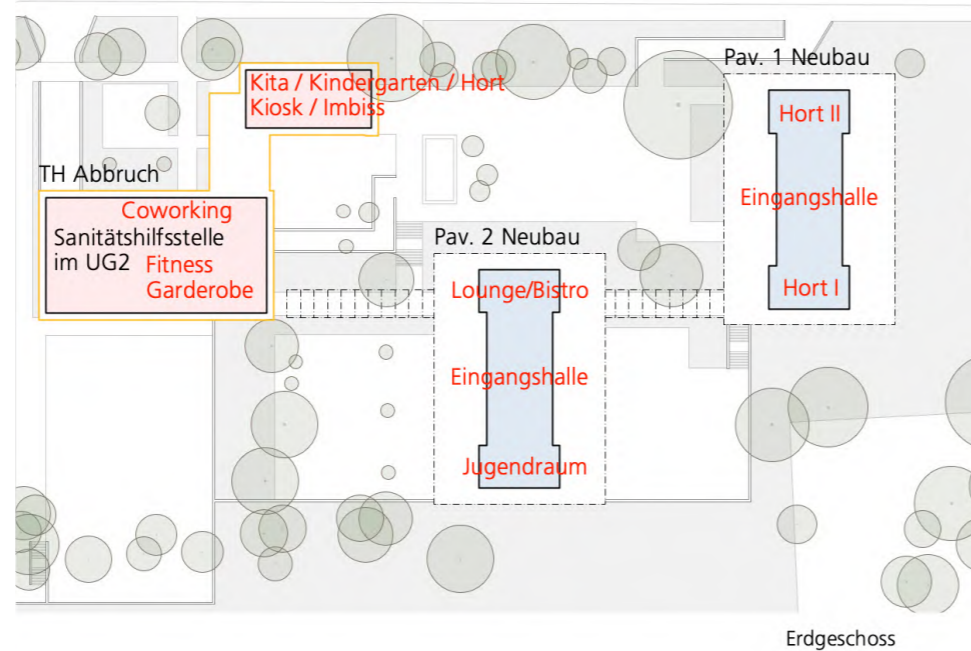 Pav. 1 Neubau
Kita / Kindergarten / Hort
Kiosk / Imbiss
Hort II
TH Abbruch
Eingangshalle
Coworking
Sanitätshilfsstelle
im UG2
Fitness
Garderobe
Pav. 2 Neubau
Lounge/Bistro
Hort I
Eingangshalle
Jugendraum
Erdgeschoss